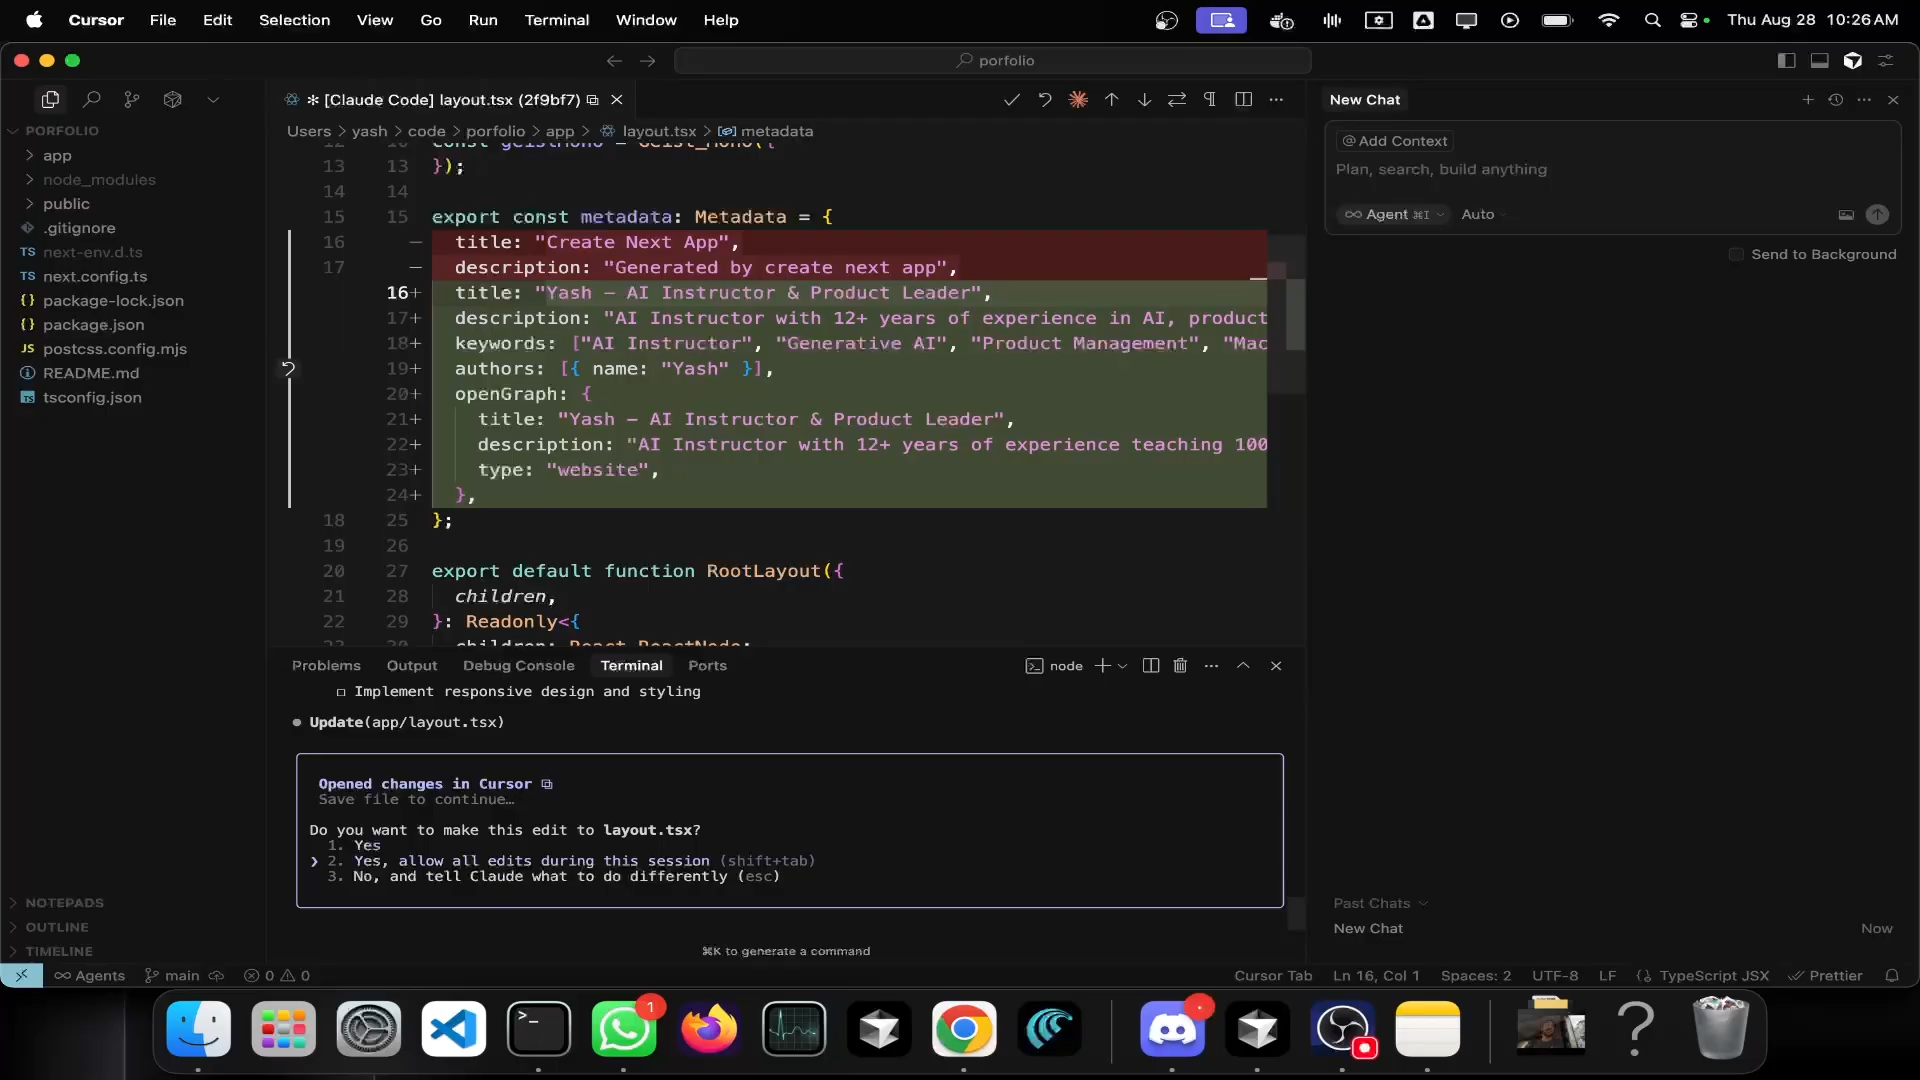 Cursor File Edit Selection View Go Run Terminal Window Help
Thu Aug 28 10:26 AM
porfolio
✻ [Claude Code] layout.tsx (2f9bf7)
Users > yash > code > porfolio > app > layout.tsx > metadata
PORFOLIO
app
node_modules
public
.gitignore
TS next-env.d.ts
TS next.config.ts
{} package-lock.json
{} package.json
JS postcss.config.mjs
README.md
TS tsconfig.json
NOTEPADS
OUTLINE
TIMELINE
13 13 });
14 14
15 15 export const metadata: Metadata = {
16 — title: "Create Next App",
17 — description: "Generated by create next app",
16+ title: "Yash – AI Instructor & Product Leader",
17+ description: "AI Instructor with 12+ years of experience in AI, product
18+ keywords: ["AI Instructor", "Generative AI", "Product Management", "Mac
19+ authors: [{ name: "Yash" }],
20+ openGraph: {
21+ title: "Yash – AI Instructor & Product Leader",
22+ description: "AI Instructor with 12+ years of experience teaching 100
23+ type: "website",
24+ },
18 25 };
19 26
20 27 export default function RootLayout({
21 28 children,
22 29 }: Readonly<{
children: React.ReactNode;
Problems Output Debug Console Terminal Ports
node
□ Implement responsive design and styling
● Update(app/layout.tsx)
Opened changes in Cursor
Save file to continue…
Do you want to make this edit to layout.tsx?
1. Yes
❯ 2. Yes, allow all edits during this session (shift+tab)
3. No, and tell Claude what to do differently (esc)
⌘K to generate a command
New Chat
@ Add Context
Plan, search, build anything
∞ Agent ⌘I
Auto
Send to Background
Past Chats
New Chat Now
∞ Agents main 0 0
Cursor Tab Ln 16, Col 1 Spaces: 2 UTF-8 LF {} TypeScript JSX Prettier
1